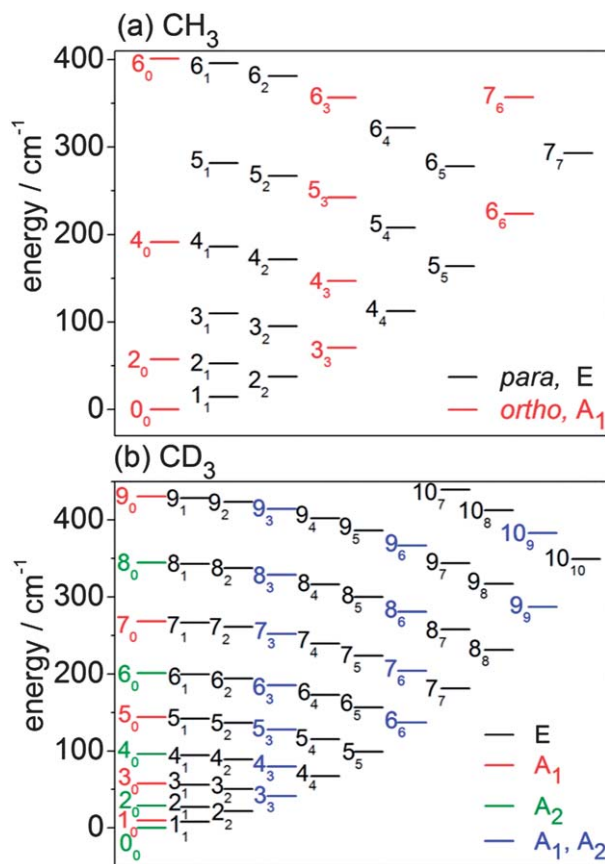 (a) CH₃
energy / cm⁻¹
400
300
200
100
0
6₀ 6₁ 6₂ 6₃ 6₄ 6₅ 7₆ 7₇
5₁ 5₂ 5₃ 5₄ 6₆
4₀ 4₁ 4₂ 4₃ 5₅
3₁ 3₂ 4₄
2₀ 2₁ 2₂ 3₃
0₀ 1₁
para, E
ortho, A₁
(b) CD₃
energy / cm⁻¹
400
300
200
100
0
9₀ 9₁ 9₂ 9₃ 9₄ 9₅ 9₆ 10₇ 10₈ 10₉ 10₁₀
8₀ 8₁ 8₂ 8₃ 8₄ 8₅ 8₆ 9₇ 9₈ 9₉
7₀ 7₁ 7₂ 7₃ 7₄ 7₅ 7₆ 8₇ 8₈
6₀ 6₁ 6₂ 6₃ 6₄ 6₅ 6₆ 7₇
5₀ 5₁ 5₂ 5₃ 5₄ 5₅
4₀ 4₁ 4₂ 4₃ 4₄
3₀ 3₁ 3₂ 3₃
2₀ 2₁ 2₂
1₀ 1₁
0₀
E
A₁
A₂
A₁, A₂